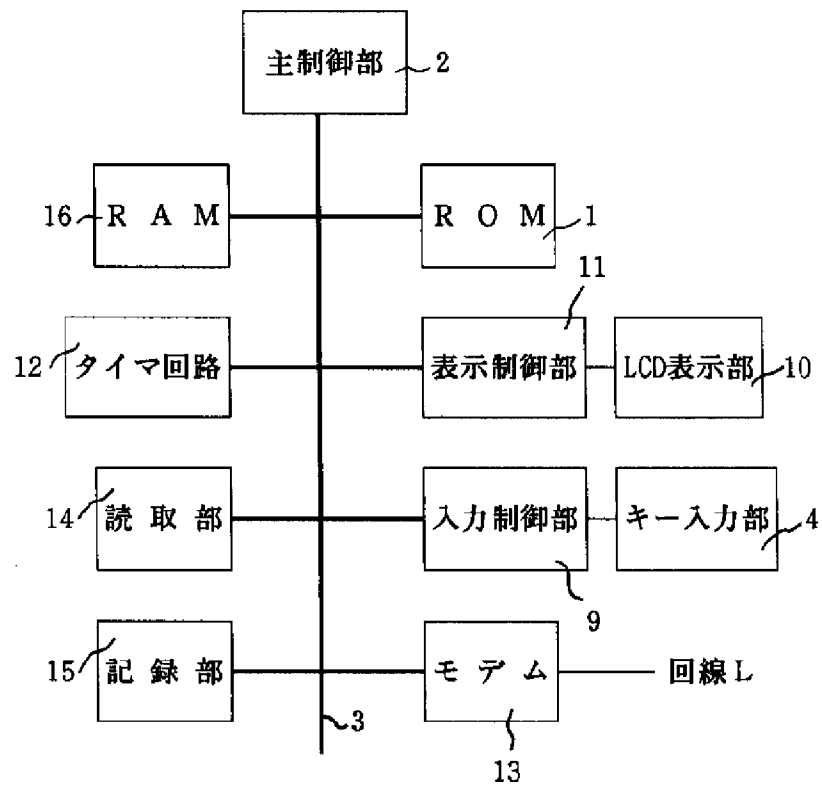 主制御部
2
16
RAM
ROM
1
11
12
タイマ回路
表示制御部
LCD表示部
10
14
読取部
入力制御部
キー入力部
4
9
15
記録部
モデム
回線L
3
13